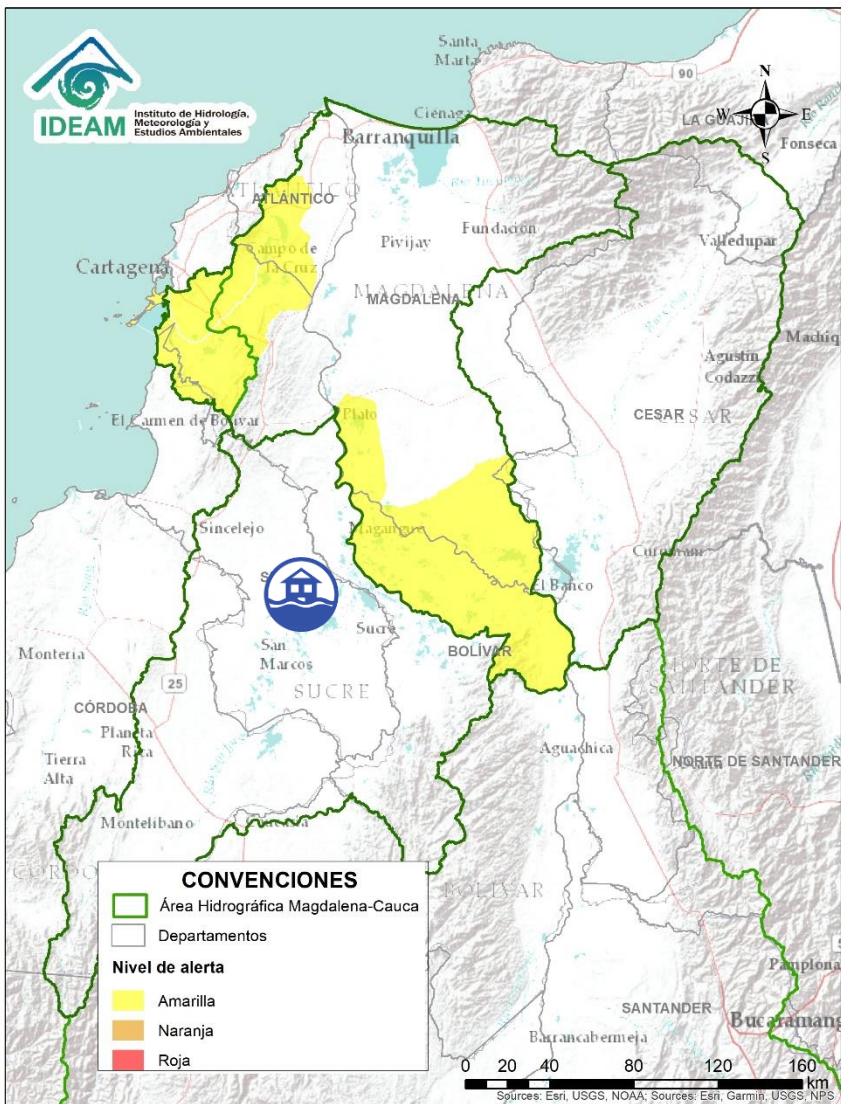 IDEAM
Instituto de Hidrología,
Meteorología y
Estudios Ambientales
Santa
Marta
90
N
W
E
S
LA GUAJIRA
Ciénaga
Barranquilla
Fonseca
ATLÁNTICO
ATLÁNTICO
Pivijay
Fundación
Valledupar
Campo de
la Cruz
Cartagena
MAGDALENA
MAGDALENA
Agustín
Codazzi
El Carmen de Bolívar
Plato
CESAR
CESAR
Sincelejo
Magangué
El Banco
Sucre
San
Marcos
BOLÍVAR
Montería
SUCRE
NORTE DE
SANTANDER
25
CÓRDOBA
Planeta
Rica
Tierra
Alta
Aguachica
NORTE DE SANTANDER
Montelíbano
BOLÍVAR
CONVENCIONES
Área Hidrográfica Magdalena-Cauca
Departamentos
Nivel de alerta
Amarilla
Naranja
Roja
Pamplona
SANTANDER
Bucaramang
Barrancabermeja
0 20 40 80 120 160
km
Sources: Esri, USGS, NOAA; Sources: Esri, Garmin, USGS, NPS